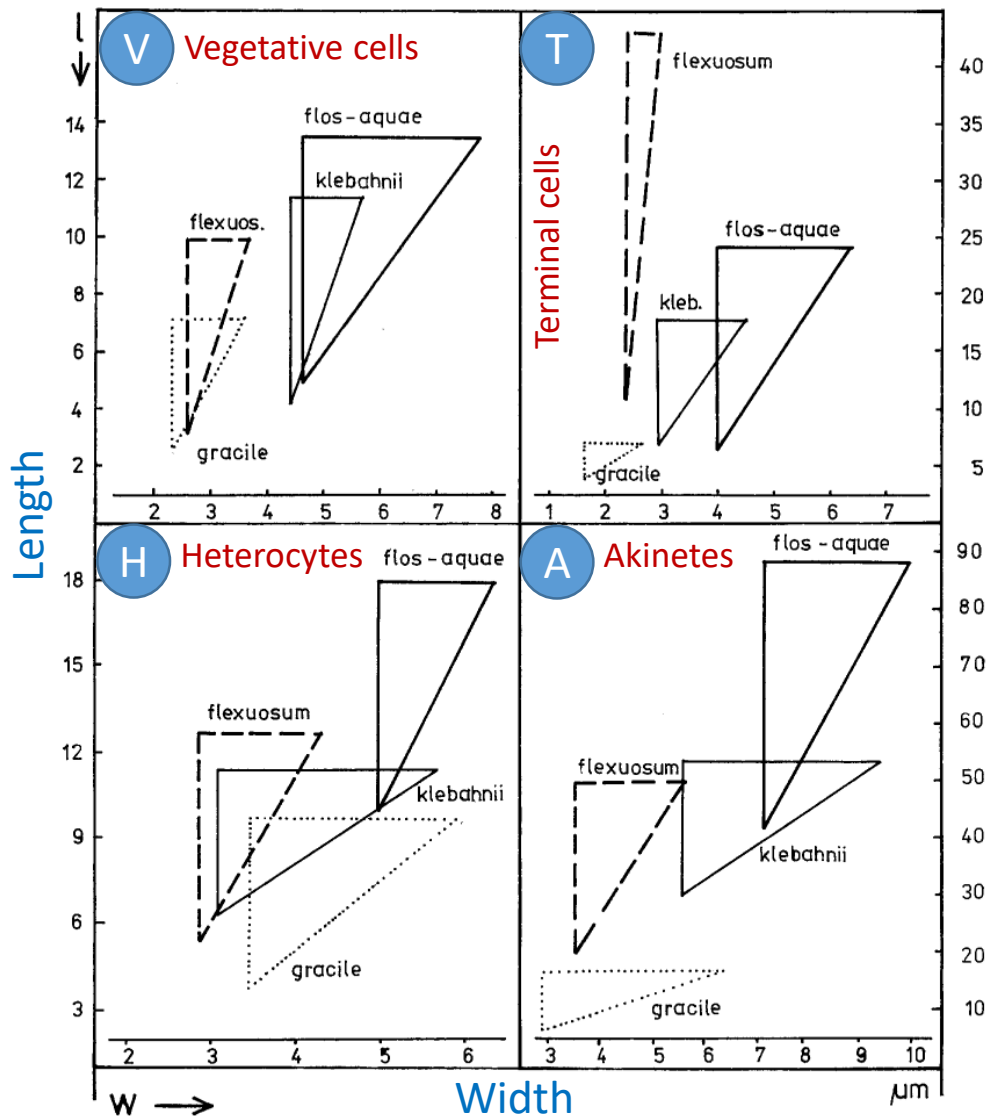 l
V Vegetative cells
flos-aquae
klebahnii
flexuos.
gracile
14
12
10
8
6
4
2
2 3 4 5 6 7 8
T
flexuosum
Terminal cells
flos-aquae
kleb.
gracile
40
35
30
25
20
15
10
5
1 2 3 4 5 6 7
Length
H Heterocytes
flos-aquae
flexuosum
klebahnii
gracile
18
15
12
9
6
3
2 3 4 5 6
A Akinetes
flos-aquae
flexuosum
klebahnii
gracile
90
80
70
60
50
40
30
20
10
3 4 5 6 7 8 9 10
W
Width
µm